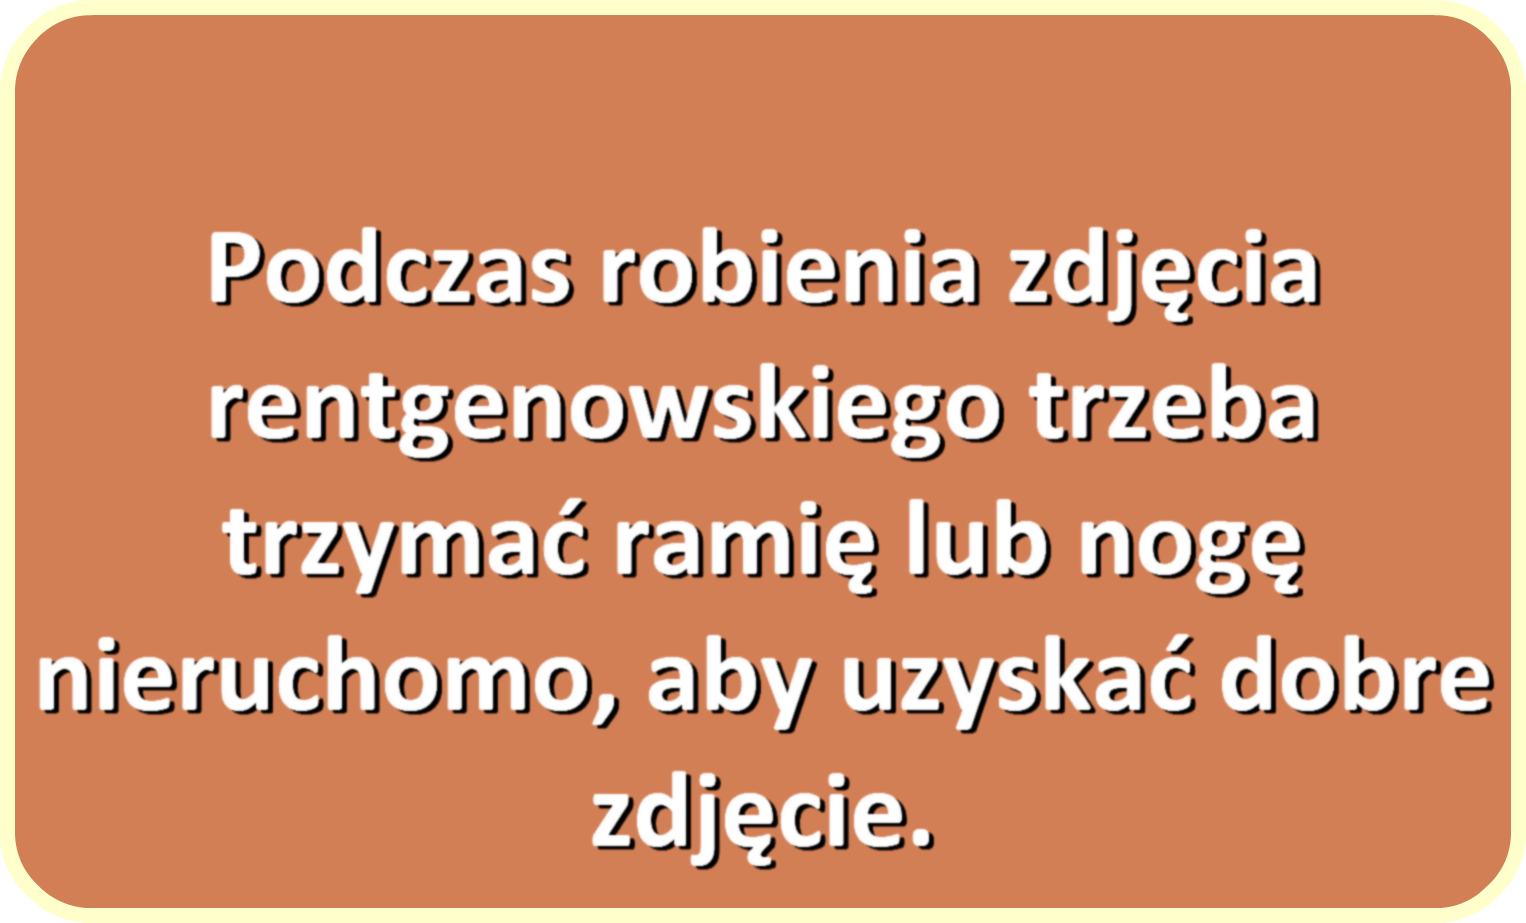 Podczas robienia zdjęcia
rentgenowskiego trzeba
trzymać ramię lub nogę
nieruchomo, aby uzyskać dobre
zdjęcie.